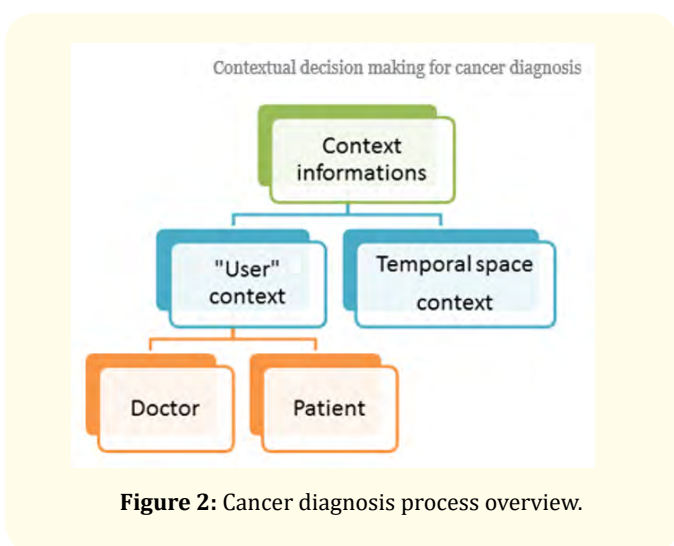 Contextual decision making for cancer diagnosis
Context
informations
"User"
context
Temporal space
context
Doctor
Patient
Figure 2: Cancer diagnosis process overview.